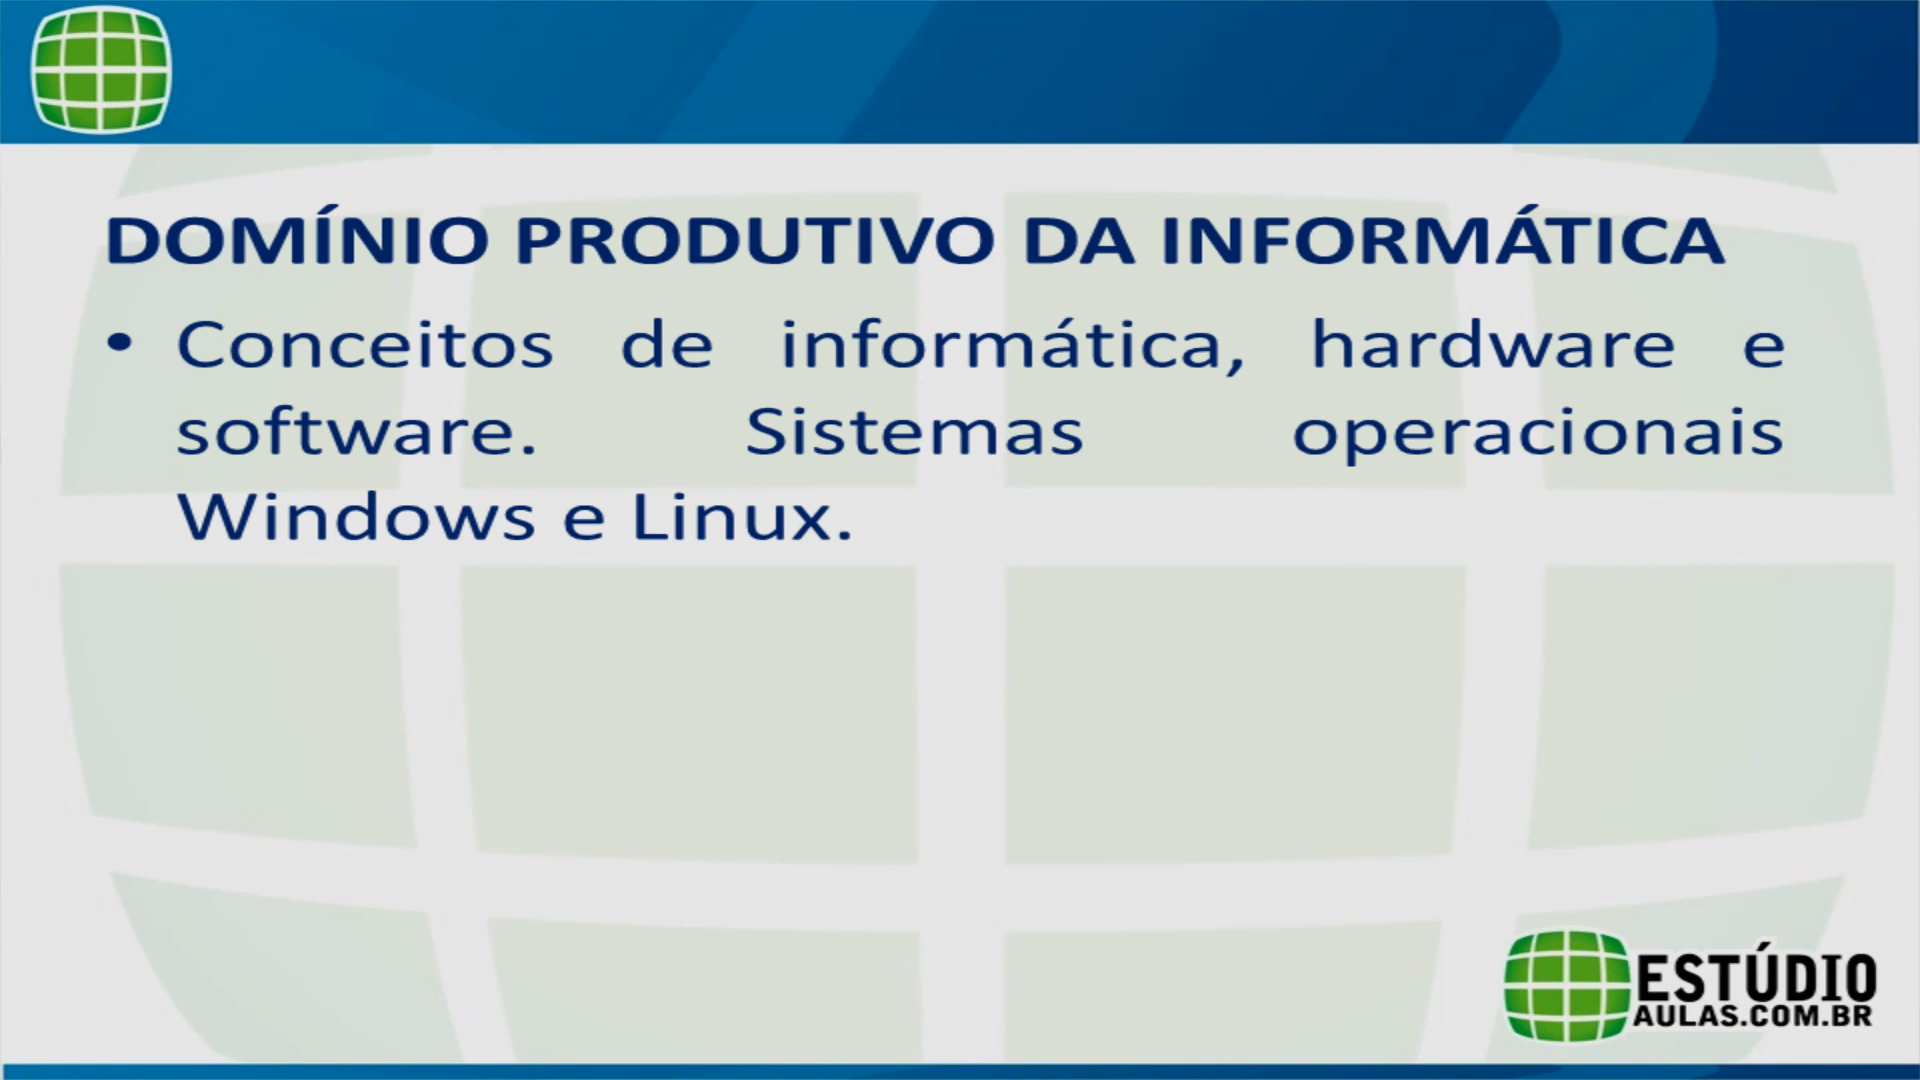 DOMÍNIO PRODUTIVO DA INFORMÁTICA
• Conceitos de informática, hardware e
software. Sistemas operacionais
Windows e Linux.
ESTÚDIO
AULAS.COM.BR